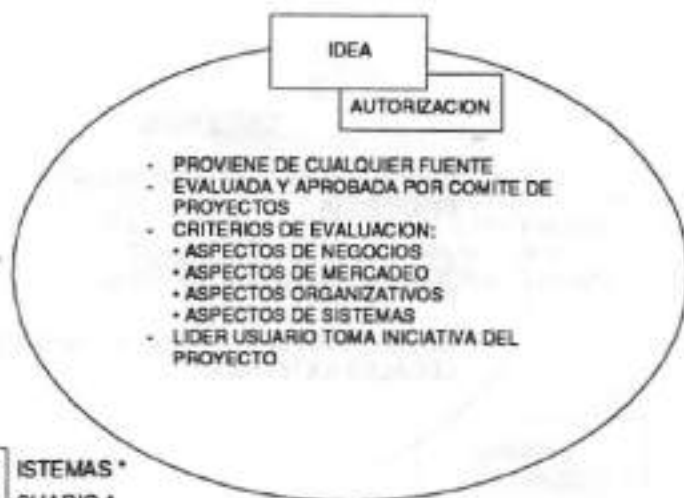 IDEA
AUTORIZACION
- PROVIENE DE CUALQUIER FUENTE
- EVALUADA Y APROBADA POR COMITE DE
PROYECTOS
- CRITERIOS DE EVALUACION:
• ASPECTOS DE NEGOCIOS
• ASPECTOS DE MERCADEO
• ASPECTOS ORGANIZATIVOS
• ASPECTOS DE SISTEMAS
- LIDER USUARIO TOMA INICIATIVA DEL
PROYECTO
ISTEMAS *